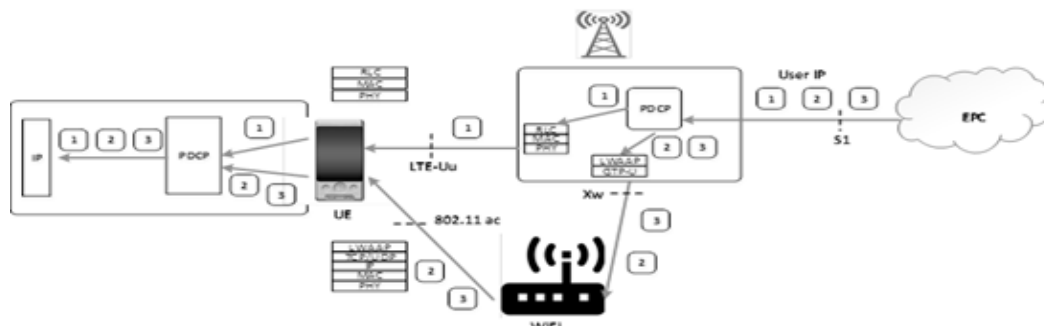 RLC
MAC
PHY
IP
1 2 3
PDCP
1
2
3
UE
1
LTE-Uu
802.11 ac
LWAAP
IP
MAC
PHY
2
3
1
PDCP
RLC
MAC
PHY
2 3
LWAAP
GTP-U
Xw
3
2
WIFI
User IP
1 2 3
S1
EPC